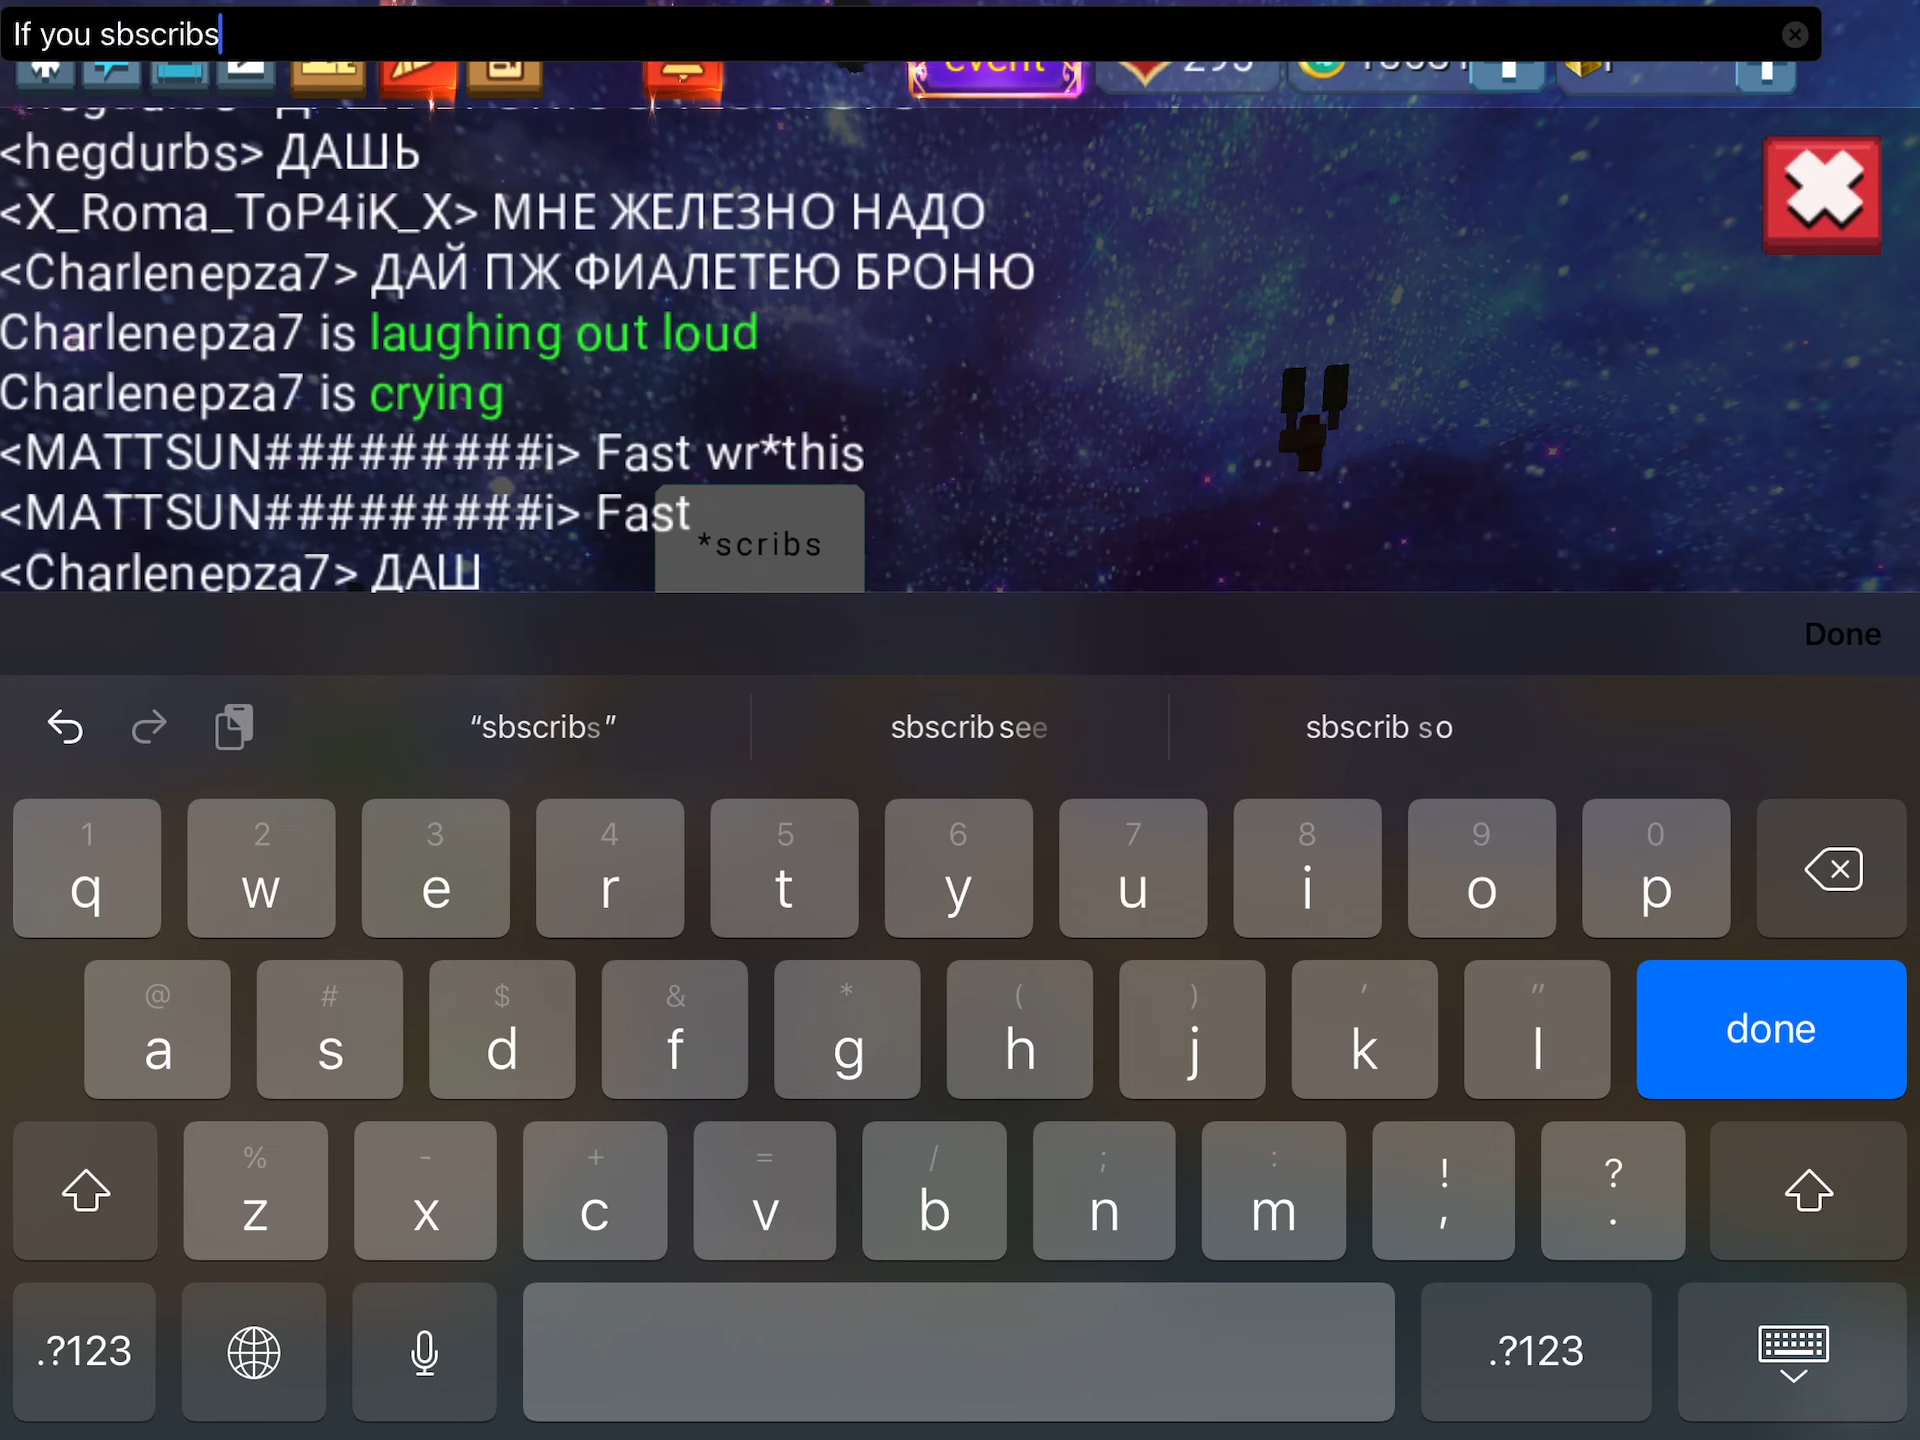 If you sbscribs
event
<hegdurbs> ДАШЬ
<X_Roma_ToP4iK_X> МНЕ ЖЕЛЕЗНО НАДО
<Charlenepza7> ДАЙ ПЖ ФИАЛЕТЕЮ БРОНЮ
Charlenepza7 is laughing out loud
Charlenepza7 is crying
<MATTSUN#########i> Fast wr*this
<MATTSUN#########i> Fast
*scribs
<Charlenepza7> ДАШ
Done
“sbscribs” sbscrib see sbscrib so
1 2 3 4 5 6 7 8 9 0
q w e r t y u i o p
@ # $ & * ( ) ' "
a s d f g h j k l done
% - + = / ; : ! ?
z x c v b n m , .
.?123 .?123